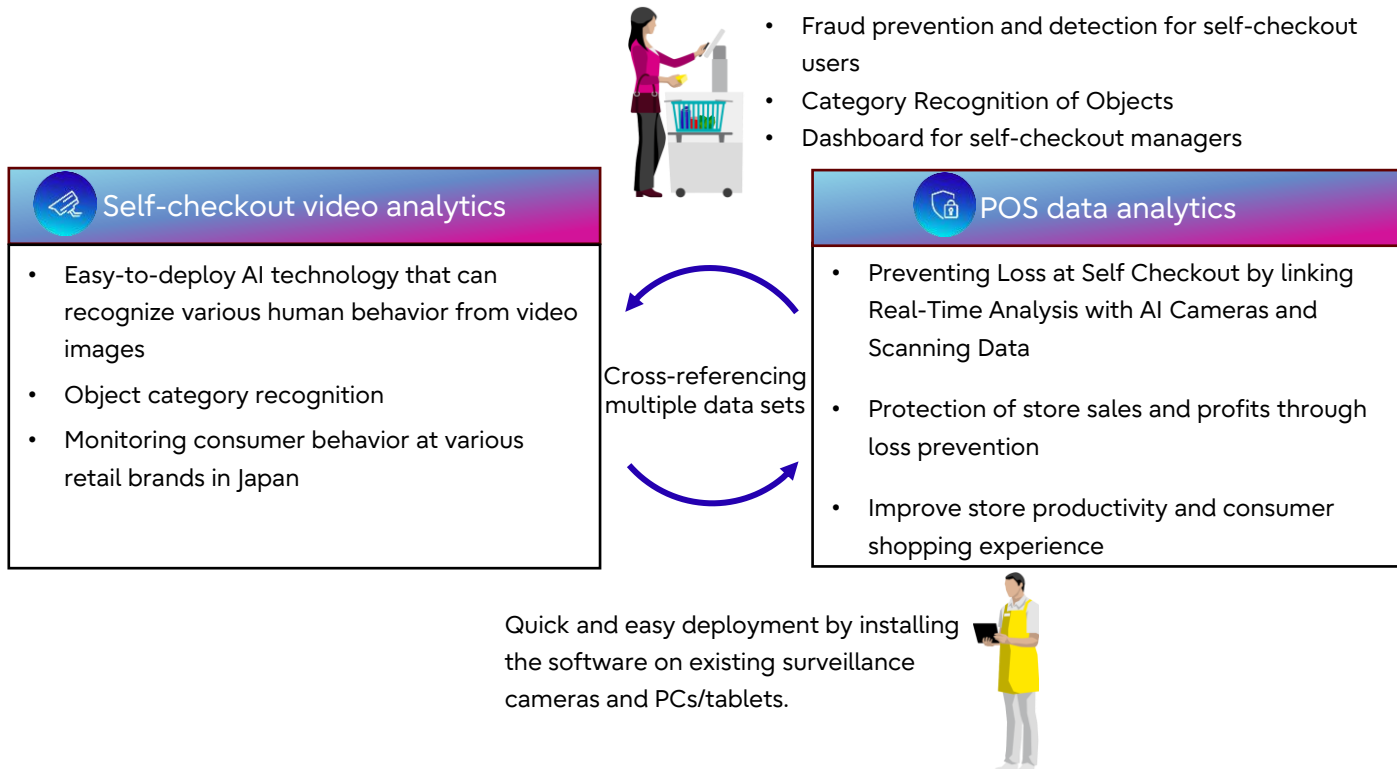 • Fraud prevention and detection for self-checkout
users
• Category Recognition of Objects
• Dashboard for self-checkout managers
Self-checkout video analytics
• Easy-to-deploy AI technology that can
recognize various human behavior from video
images
• Object category recognition
• Monitoring consumer behavior at various
retail brands in Japan
Cross-referencing
multiple data sets
POS data analytics
• Preventing Loss at Self Checkout by linking
Real-Time Analysis with AI Cameras and
Scanning Data
• Protection of store sales and profits through
loss prevention
• Improve store productivity and consumer
shopping experience
Quick and easy deployment by installing
the software on existing surveillance
cameras and PCs/tablets.